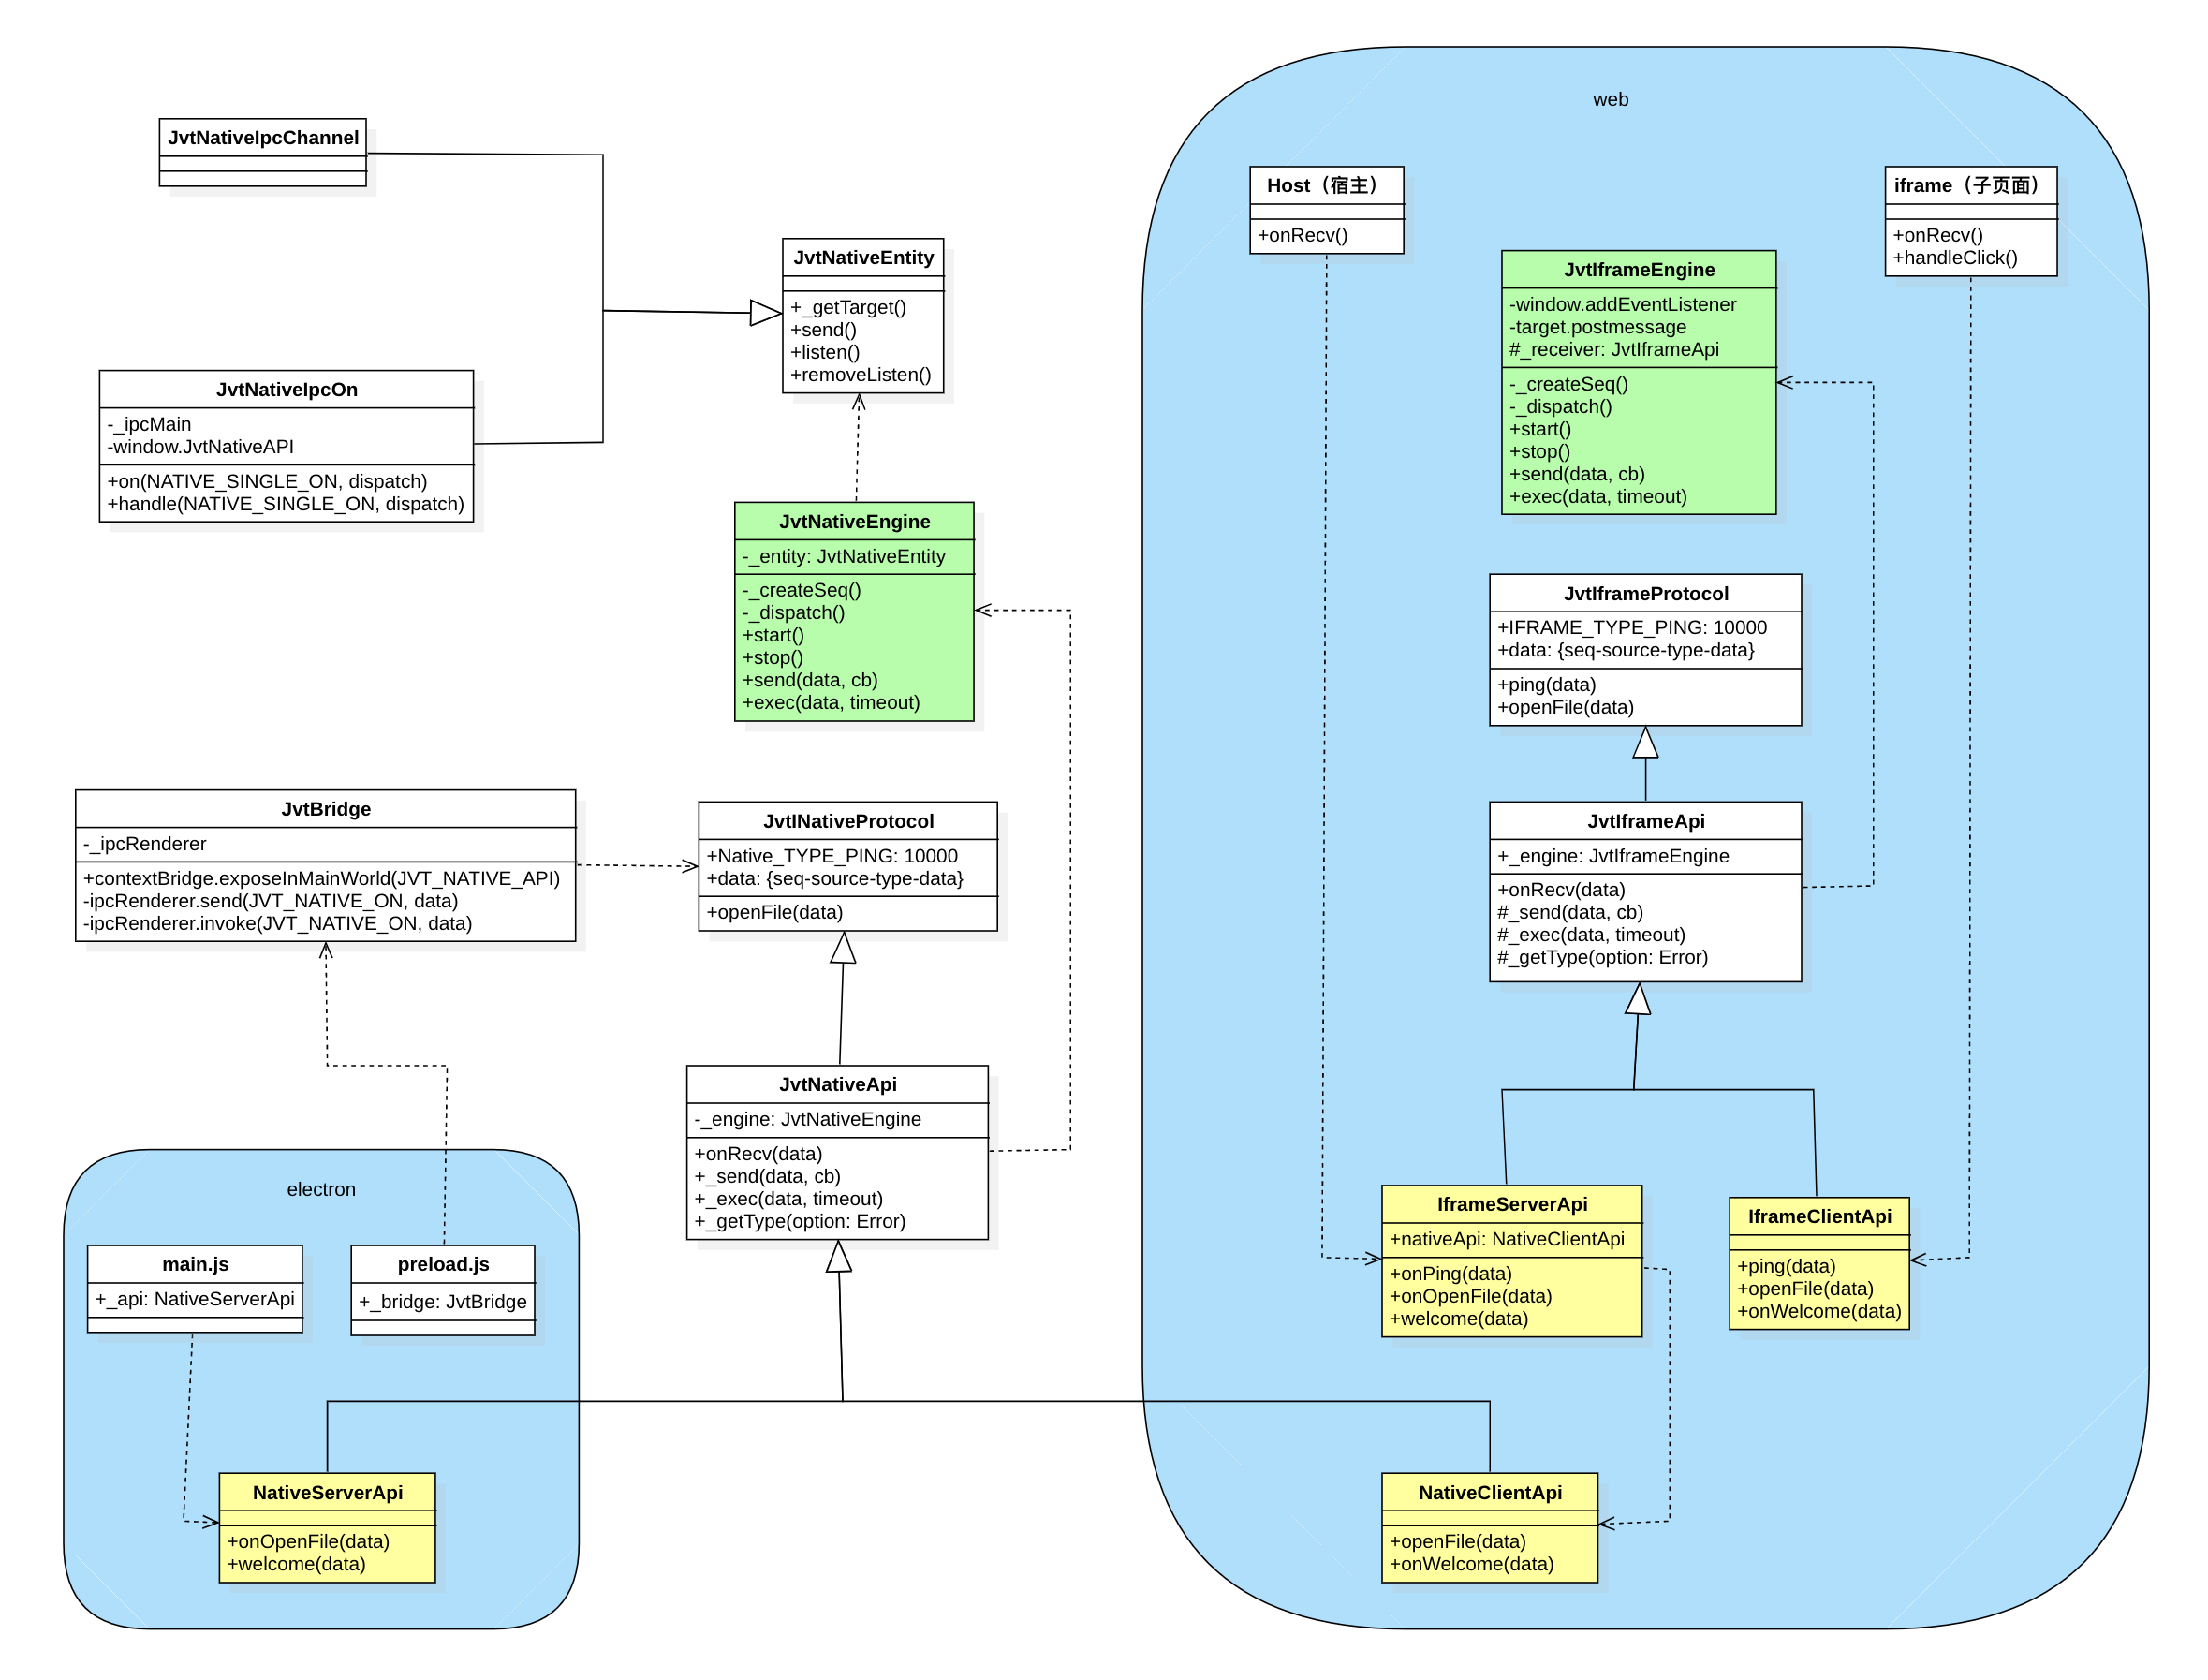 JvtNativeIpcChannel
JvtNativeIpcOn
-_ipcMain
-window.JvtNativeAPI
+on(NATIVE_SINGLE_ON, dispatch)
+handle(NATIVE_SINGLE_ON, dispatch)
JvtNativeEntity
+_getTarget()
+send()
+listen()
+removeListen()
JvtNativeEngine
-_entity: JvtNativeEntity
-_createSeq()
-_dispatch()
+start()
+stop()
+send(data, cb)
+exec(data, timeout)
JvtBridge
-_ipcRenderer
+contextBridge.exposeInMainWorld(JVT_NATIVE_API)
-ipcRenderer.send(JVT_NATIVE_ON, data)
-ipcRenderer.invoke(JVT_NATIVE_ON, data)
JvtINativeProtocol
+Native_TYPE_PING: 10000
+data: {seq-source-type-data}
+openFile(data)
JvtNativeApi
-_engine: JvtNativeEngine
+onRecv(data)
+_send(data, cb)
+_exec(data, timeout)
+_getType(option: Error)
electron
main.js
+_api: NativeServerApi
preload.js
+_bridge: JvtBridge
NativeServerApi
+onOpenFile(data)
+welcome(data)
web
Host（宿主）
+onRecv()
iframe（子页面）
+onRecv()
+handleClick()
JvtIframeEngine
-window.addEventListener
-target.postmessage
#_receiver: JvtIframeApi
-_createSeq()
-_dispatch()
+start()
+stop()
+send(data, cb)
+exec(data, timeout)
JvtIframeProtocol
+IFRAME_TYPE_PING: 10000
+data: {seq-source-type-data}
+ping(data)
+openFile(data)
JvtIframeApi
+_engine: JvtIframeEngine
+onRecv(data)
#_send(data, cb)
#_exec(data, timeout)
#_getType(option: Error)
IframeServerApi
+nativeApi: NativeClientApi
+onPing(data)
+onOpenFile(data)
+welcome(data)
IframeClientApi
+ping(data)
+openFile(data)
+onWelcome(data)
NativeClientApi
+openFile(data)
+onWelcome(data)